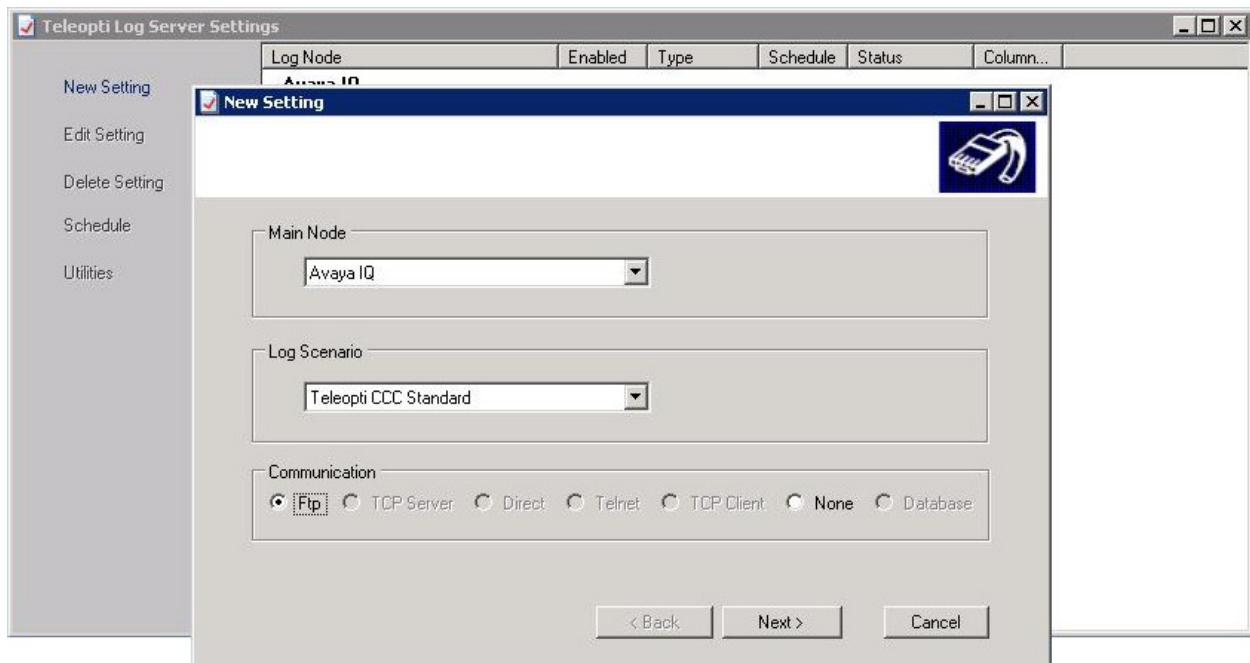 Teleopti Log Server Settings
Log Node Enabled Type Schedule Status Column...
Avaya IQ
New Setting
Edit Setting
Delete Setting
Schedule
Utilities
New Setting
Main Node
Avaya IQ
Log Scenario
Teleopti CCC Standard
Communication
Ftp TCP Server Direct Telnet TCP Client None Database
< Back Next > Cancel